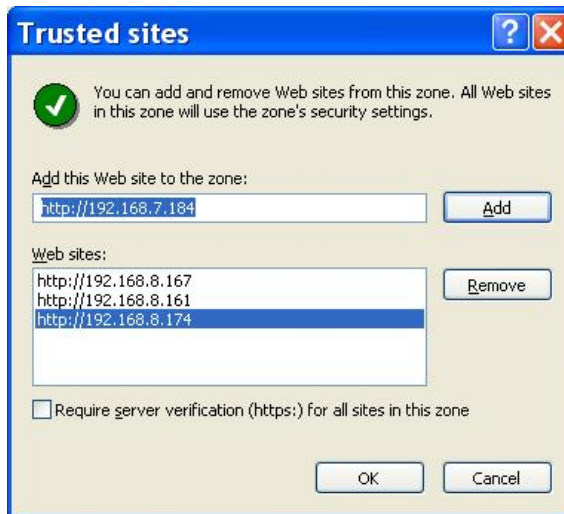 Trusted sites
You can add and remove Web sites from this zone. All Web sites
in this zone will use the zone's security settings.
Add this Web site to the zone:
http://192.168.7.184
Add
Web sites:
http://192.168.8.167
http://192.168.8.161
http://192.168.8.174
Remove
Require server verification (https:) for all sites in this zone
OK
Cancel